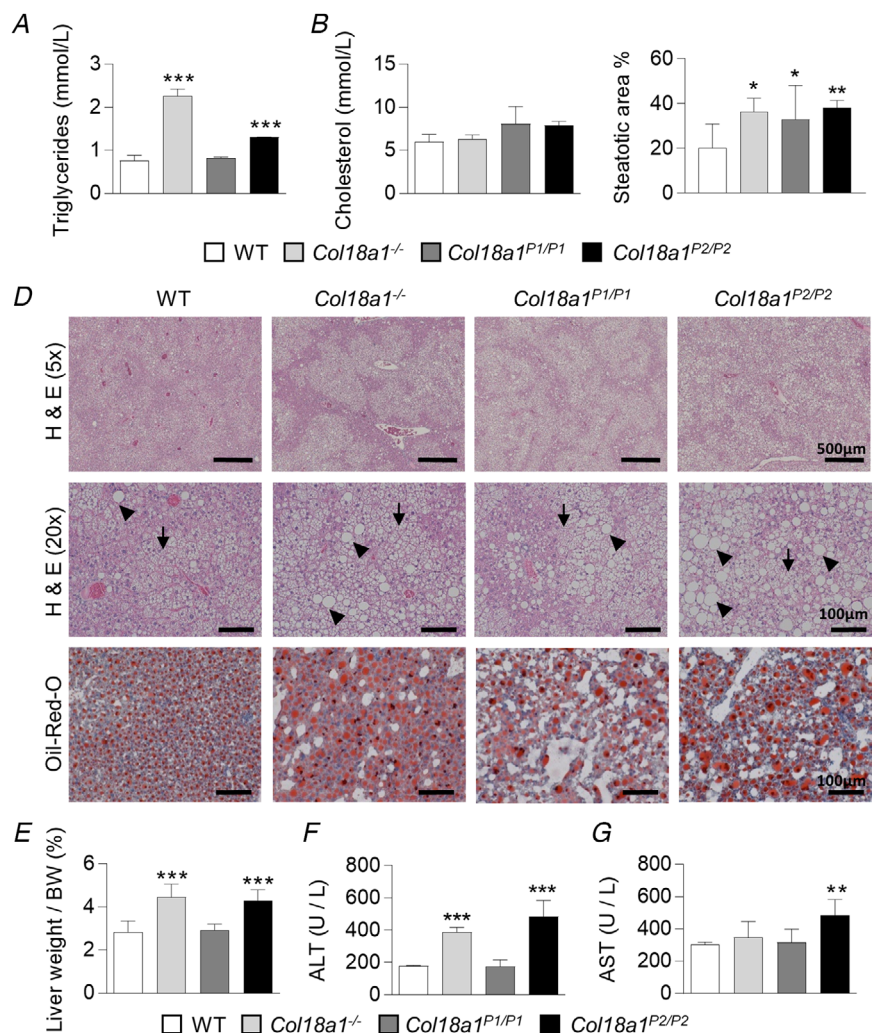 A
B
Triglycerides (mmol/L)
3
2
1
0
***
***
Cholesterol (mmol/L)
15
10
5
0
Steatotic area %
60
40
20
0
*
*
**
WT Col18a1-/- Col18a1P1/P1 Col18a1P2/P2
D
WT Col18a1-/- Col18a1P1/P1 Col18a1P2/P2
H & E (5x)
500µm
H & E (20x)
100µm
Oil-Red-O
100µm
E
F
G
Liver weight / BW (%)
6
4
2
0
***
***
ALT (U / L)
800
600
400
200
0
***
***
AST (U / L)
800
600
400
200
0
**
WT Col18a1-/- Col18a1P1/P1 Col18a1P2/P2